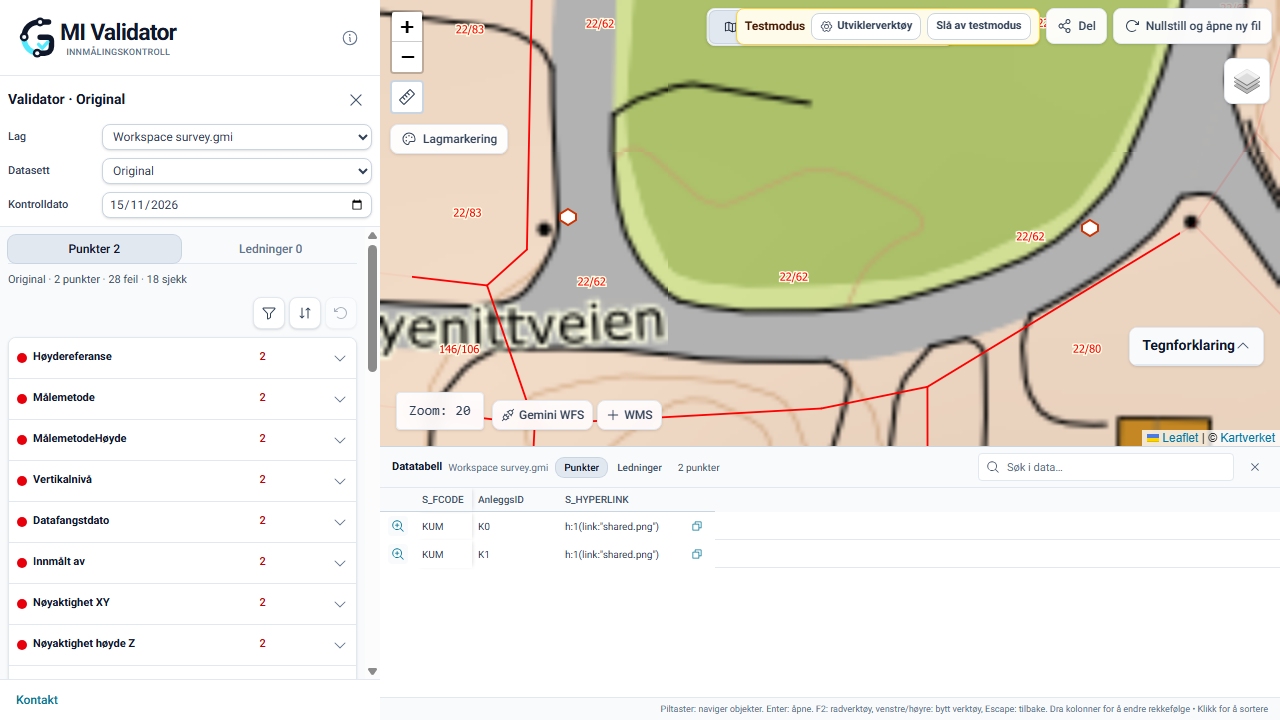 MI Validator
INNMÅLINGSKONTROLL
Validator · Original
Lag
Workspace survey.gmi
Datasett
Original
Kontrolldato
15/11/2026
Punkter 2
Ledninger 0
Original · 2 punkter · 28 feil · 18 sjekk
Høydereferanse 2
Målemetode 2
MålemetodeHøyde 2
Vertikalnivå 2
Datafangstdato 2
Innmålt av 2
Nøyaktighet XY 2
Nøyaktighet høyde Z 2
Kontakt
+
−
Lagmarkering
Testmodus
Utviklerverktøy
Slå av testmodus
Del
Nullstill og åpne ny fil
22/83
22/62
22/83
22/62
22/62
22/62
yenittveien
146/106
22/80
Tegnforklaring
Zoom: 20
Gemini WFS
WMS
Leaflet | © Kartverket
Datatabell
Workspace survey.gmi
Punkter
Ledninger
2 punkter
Søk i data…
S_FCODE AnleggsID S_HYPERLINK
KUM K0 h:1(link:"shared.png")
KUM K1 h:1(link:"shared.png")
Piltaster: naviger objekter. Enter: åpne. F2: radverktøy, venstre/høyre: bytt verktøy, Escape: tilbake. Dra kolonner for å endre rekkefølge • Klikk for å sortere